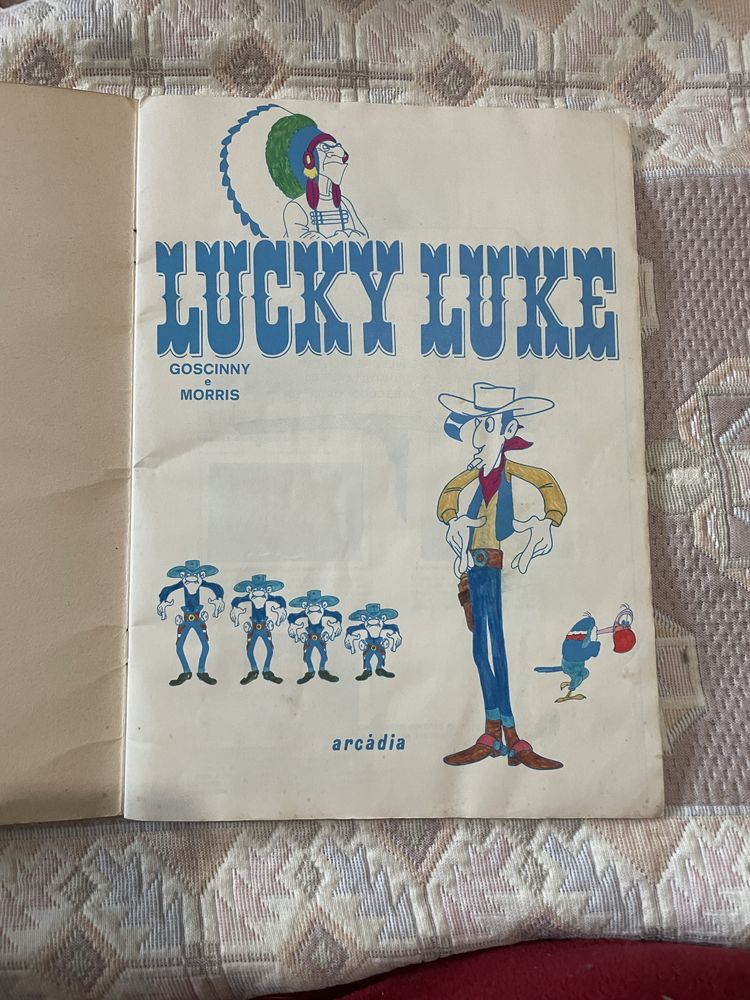 LUCKY LUKE
GOSCINNY
e
MORRIS
arcádia